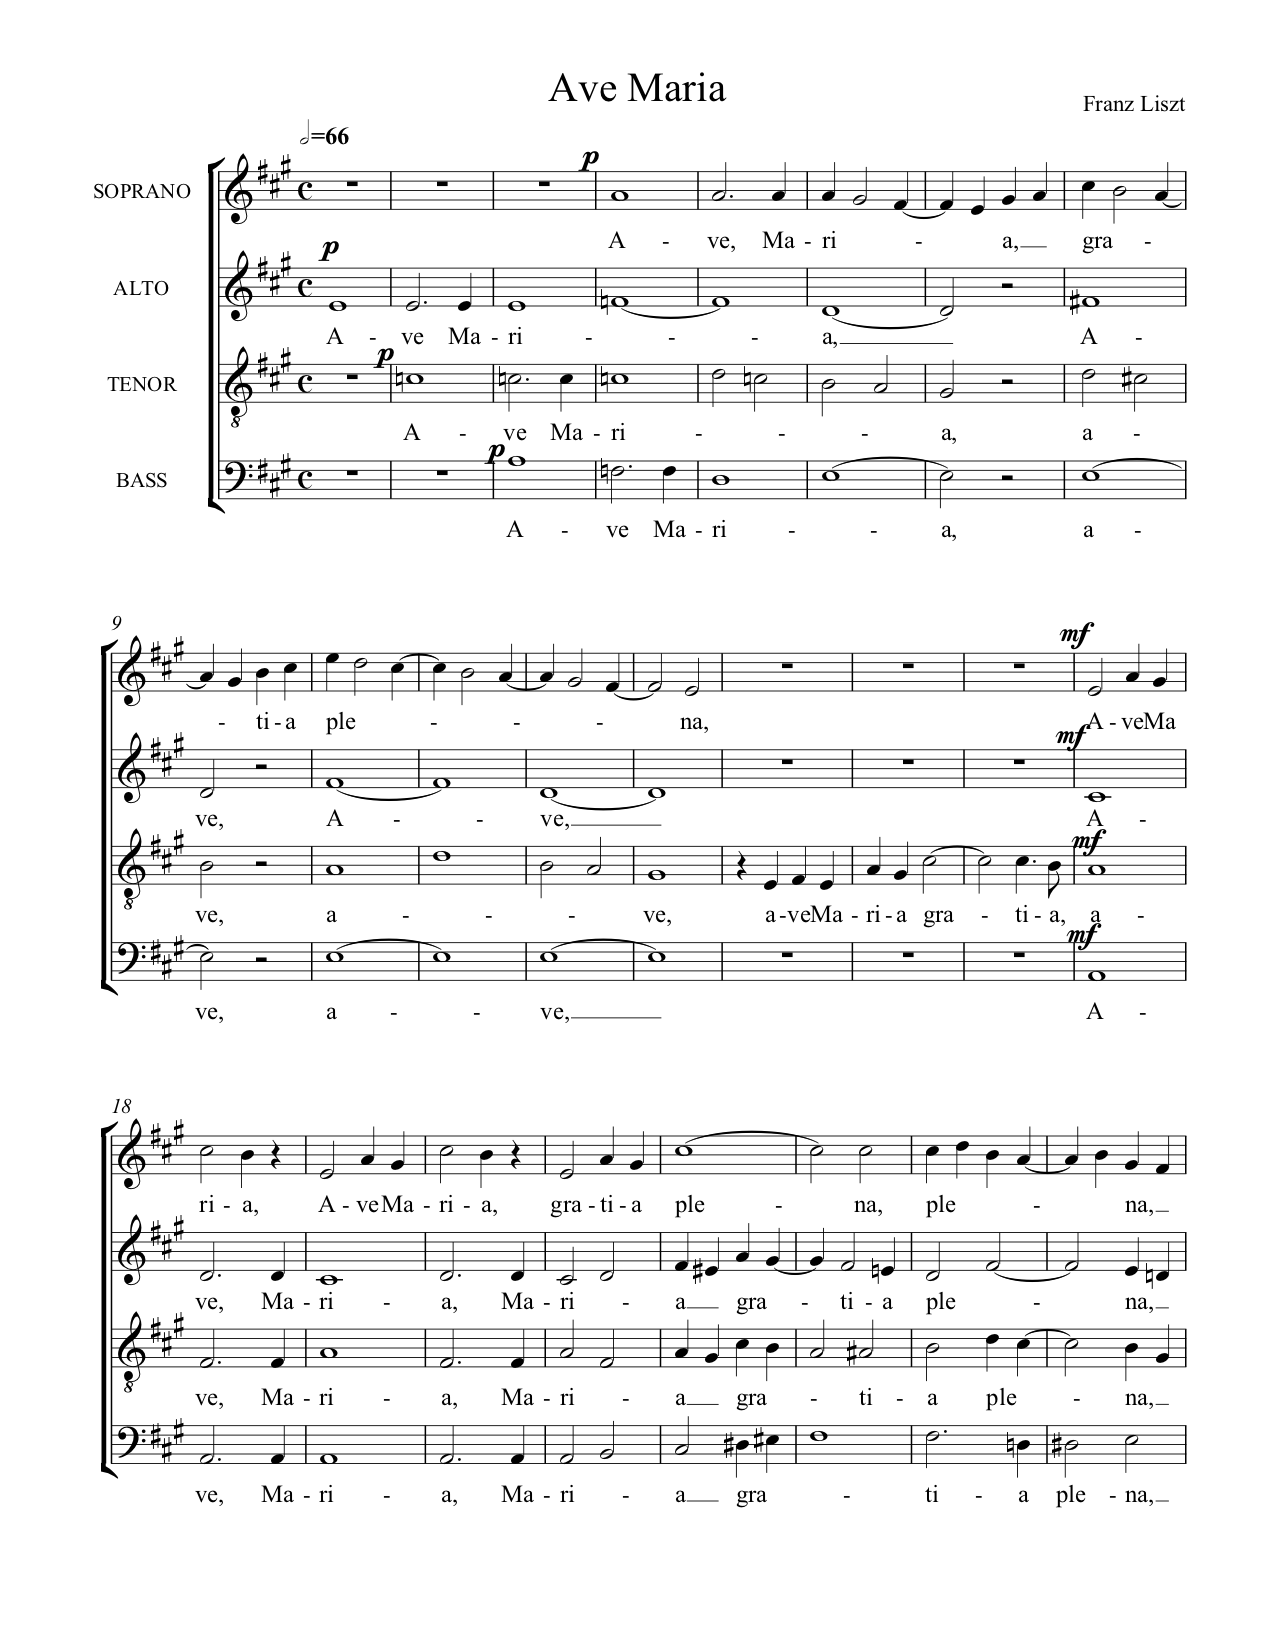 Ave Maria
Franz Liszt
=66
p
SOPRANO
A - ve, Ma - ri - a, gra -
p
ALTO
A - ve Ma - ri - - - a, A -
p
TENOR
A - ve Ma - ri - - - a, a -
p
BASS
A - ve Ma - ri - - a, a -
9
mf
- ti - a ple - - - na, A - veMa
mf
ve, A - - ve, A -
mf
ve, a - - - ve, a - veMa - ri - a gra - ti - a, a -
mf
ve, a - - ve, A -
18
ri - a, A - veMa - ri - a, gra - ti - a ple - na, ple - na,
ve, Ma - ri - a, Ma - ri - a gra - ti - a ple - na,
ve, Ma - ri - a, Ma - ri - a gra - ti - a ple - na,
ve, Ma - ri - a, Ma - ri - a gra - ti - a ple - na,